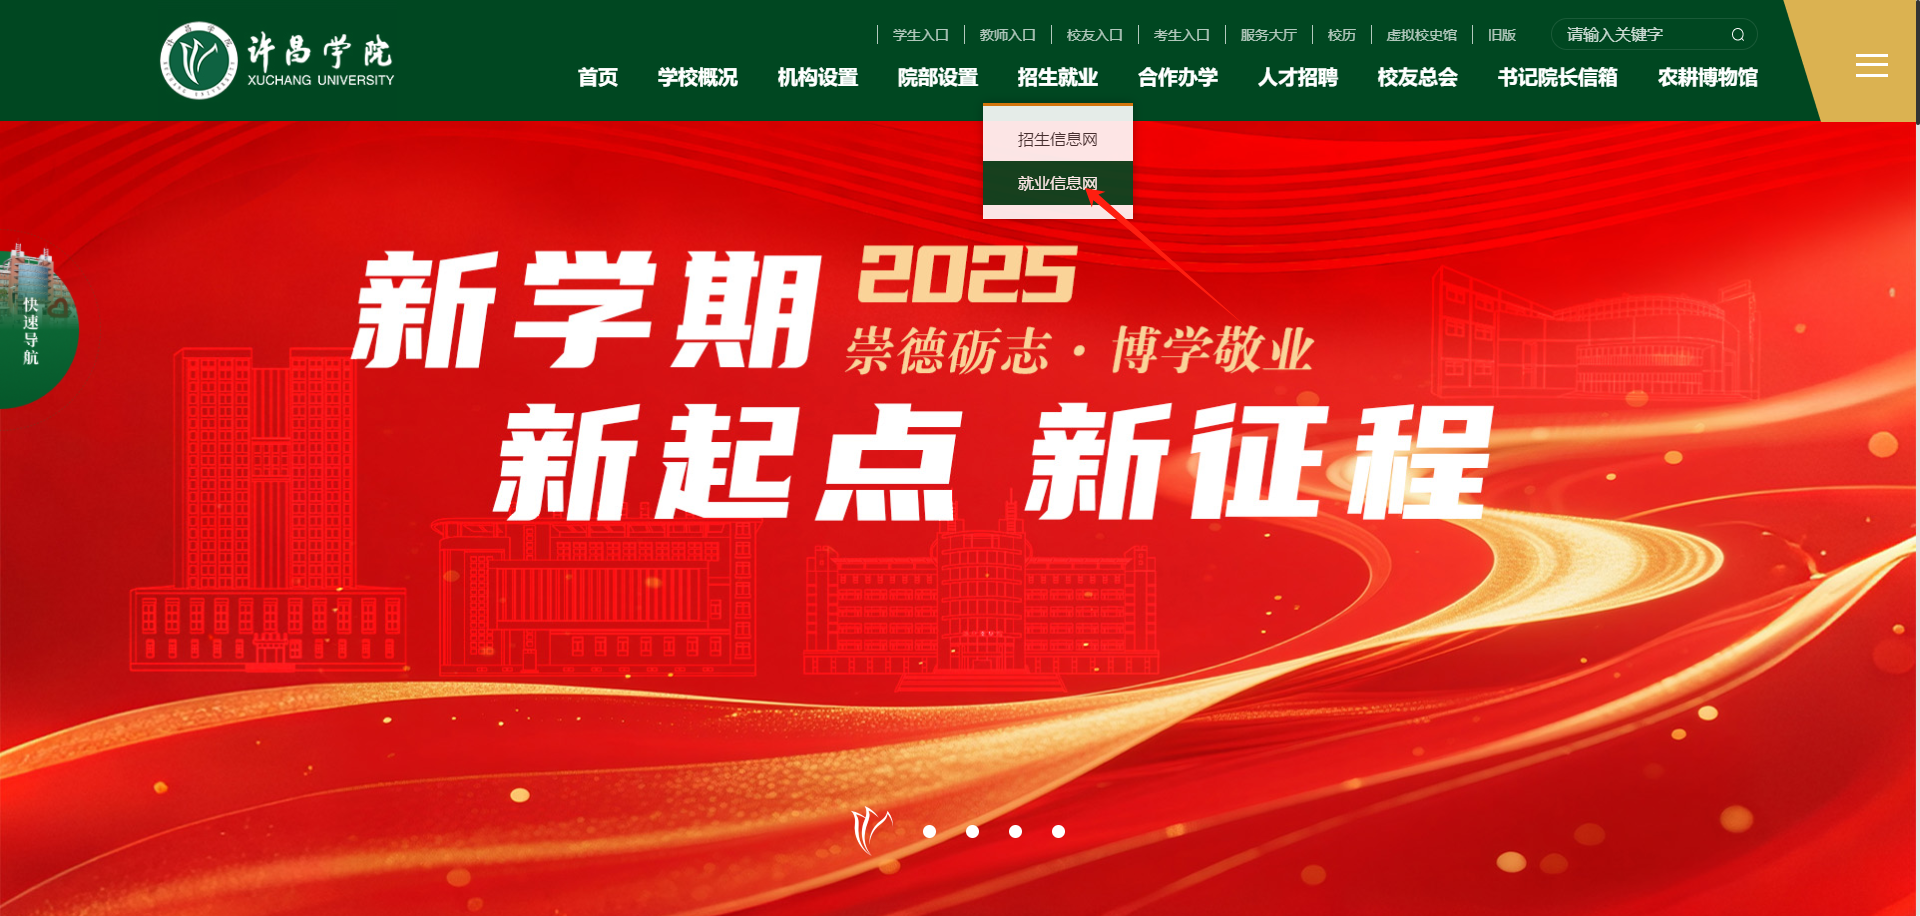 许昌学院
XUCHANG UNIVERSITY
学生入口 教师入口 校友入口 考生入口 服务大厅 校历 虚拟校史馆 旧版
请输入关键字
首页 学校概况 机构设置 院部设置 招生就业 合作办学 人才招聘 校友总会 书记院长信箱 农耕博物馆
招生信息网
就业信息网
快速导航
新学期
2025
崇德砺志·博学敬业
新起点 新征程